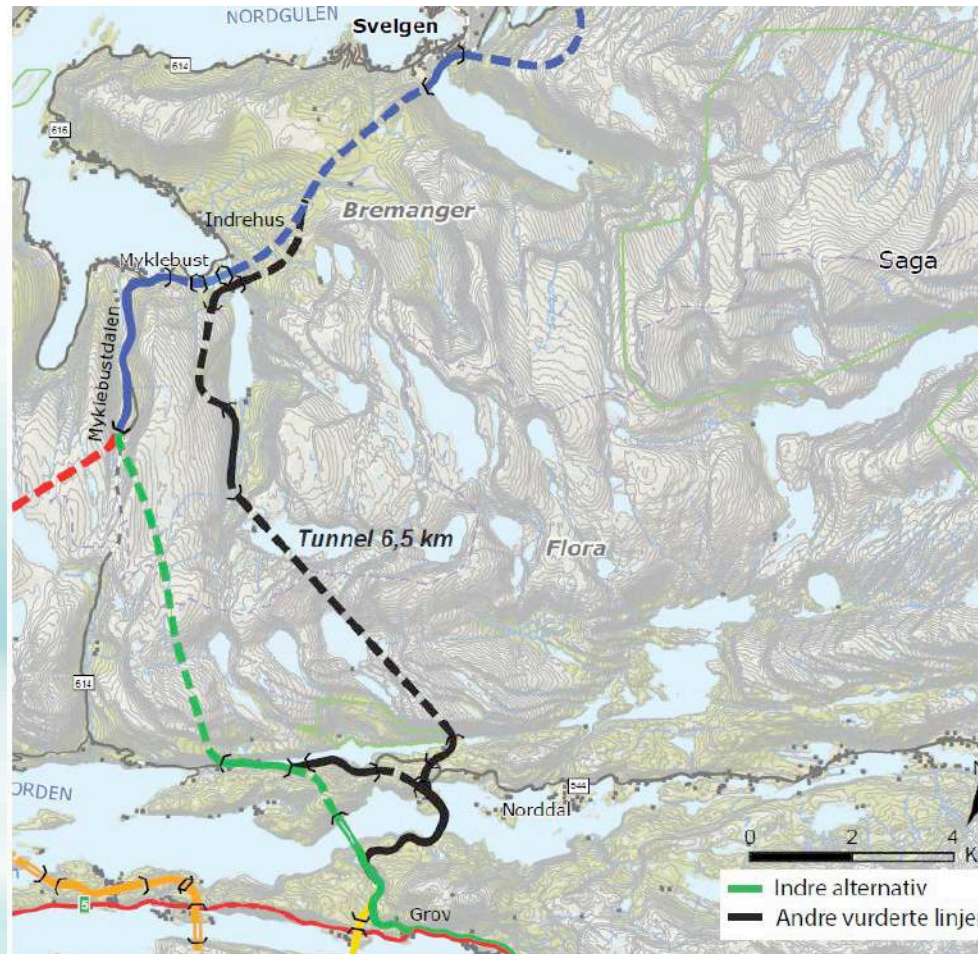 NORDGULEN
Svelgen
614
616
Indrehus
Bremanger
Myklebust
Saga
Myklebustdalen
Tunnel 6,5 km
Flora
614
ORDEN
544
Norddal
N
0 2 4
K
5
Grov
Indre alternativ
Andre vurderte linjer